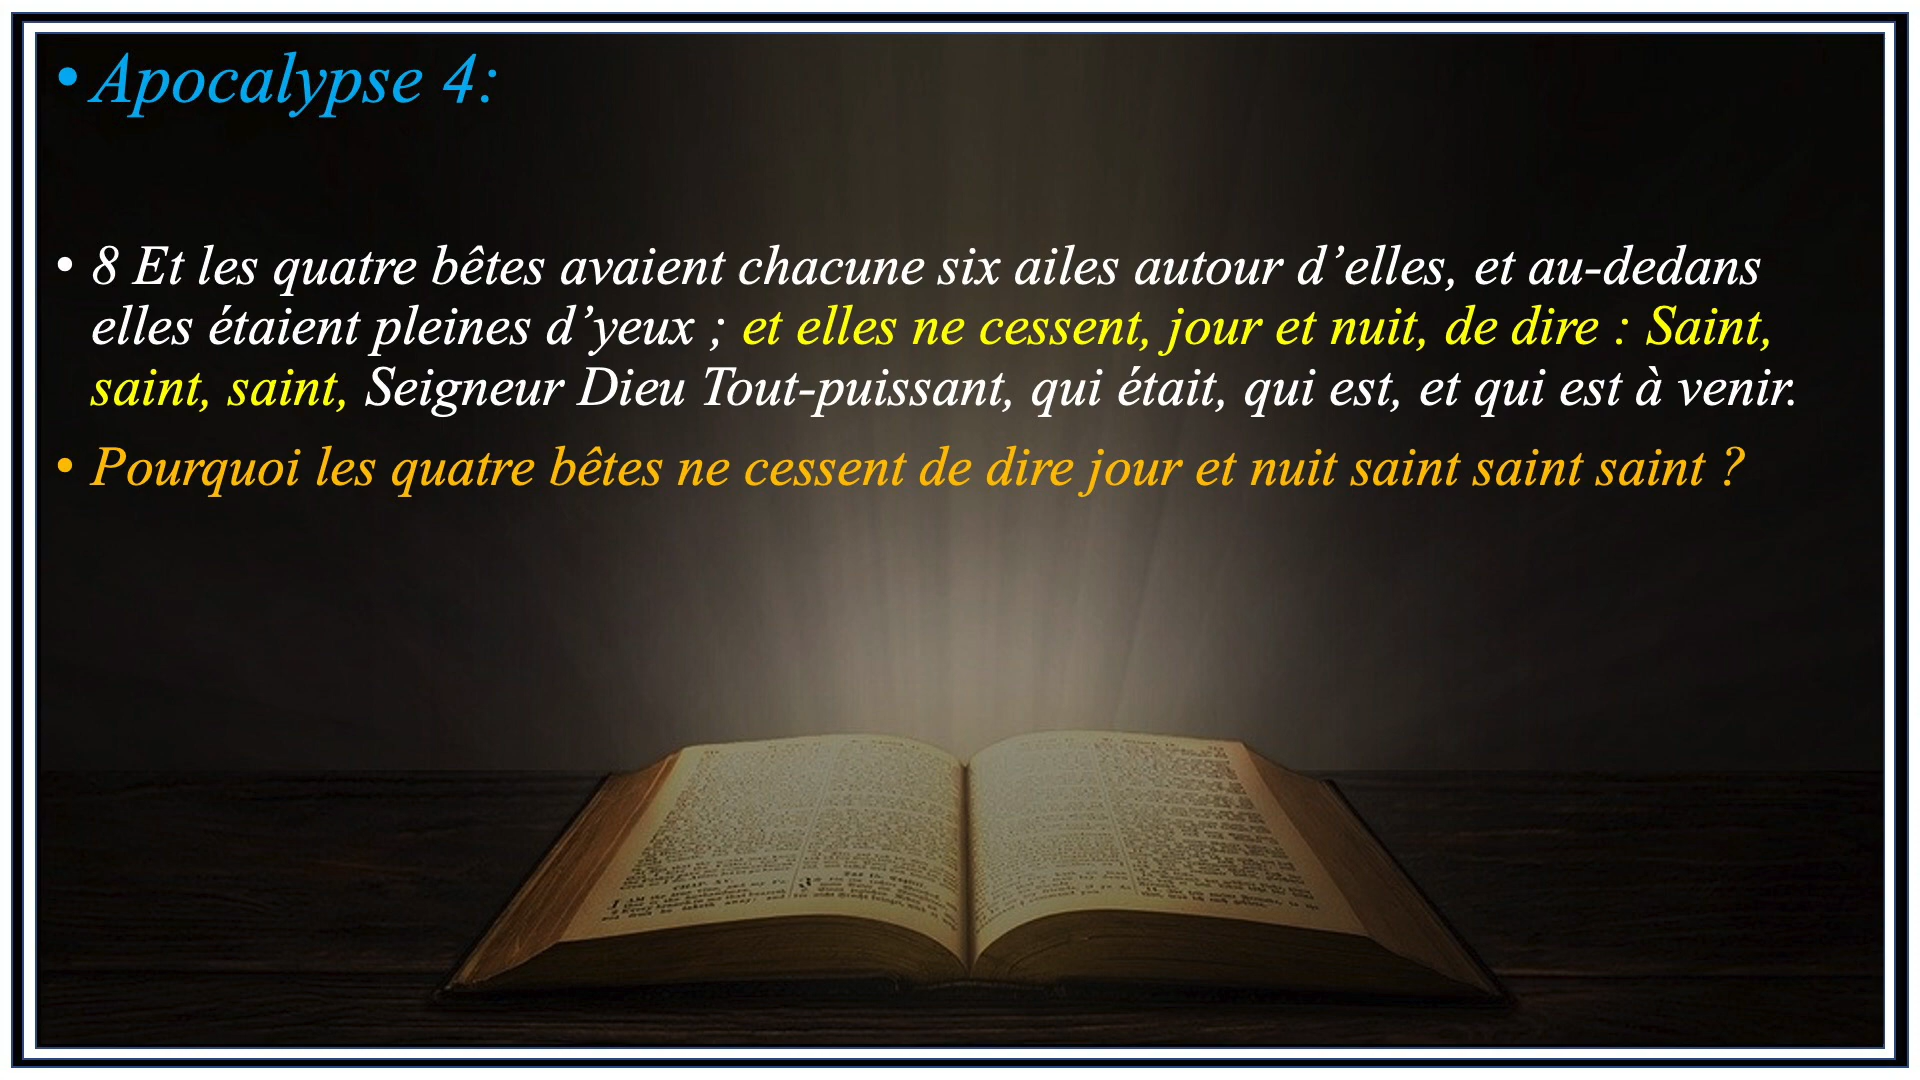 • Apocalypse 4:
• 8 Et les quatre bêtes avaient chacune six ailes autour d’elles, et au-dedans
elles étaient pleines d’yeux ; et elles ne cessent, jour et nuit, de dire : Saint,
saint, saint, Seigneur Dieu Tout-puissant, qui était, qui est, et qui est à venir.
• Pourquoi les quatre bêtes ne cessent de dire jour et nuit saint saint saint ?